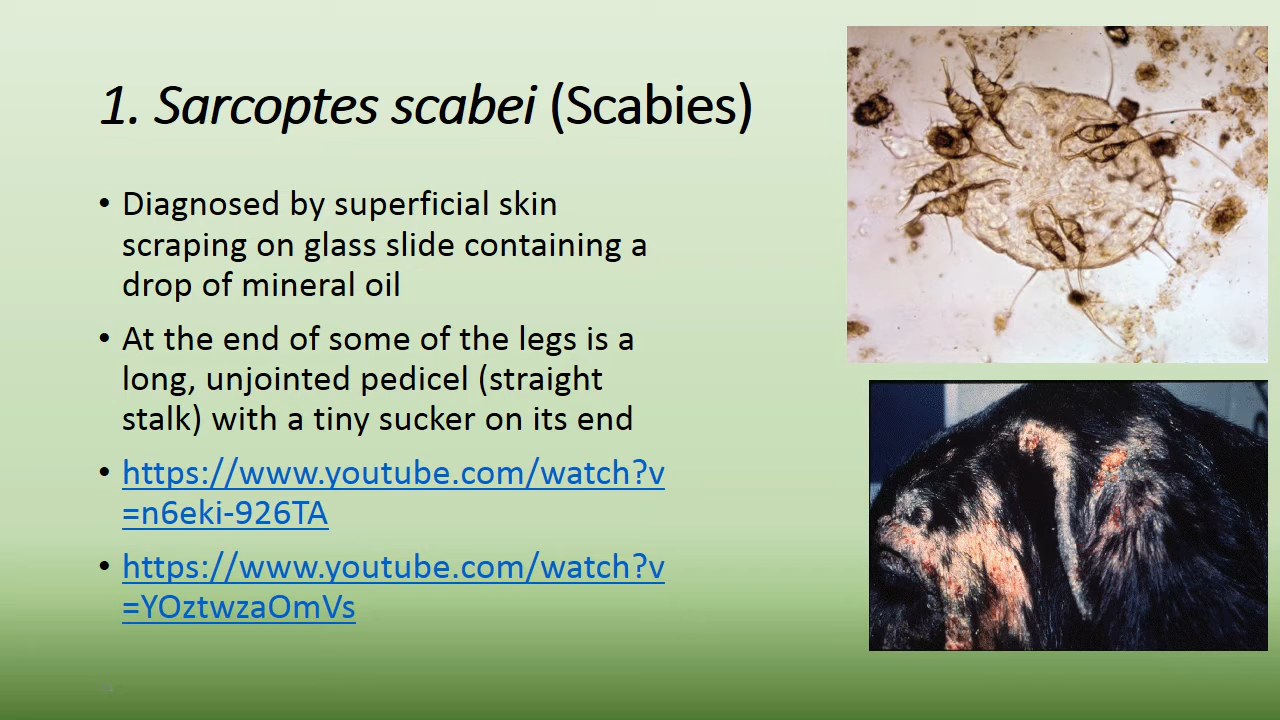 1. Sarcoptes scabei (Scabies)
• Diagnosed by superficial skin
scraping on glass slide containing a
drop of mineral oil
• At the end of some of the legs is a
long, unjointed pedicel (straight
stalk) with a tiny sucker on its end
• https://www.youtube.com/watch?v
=n6eki-926TA
• https://www.youtube.com/watch?v
=YOztwzaOmVs